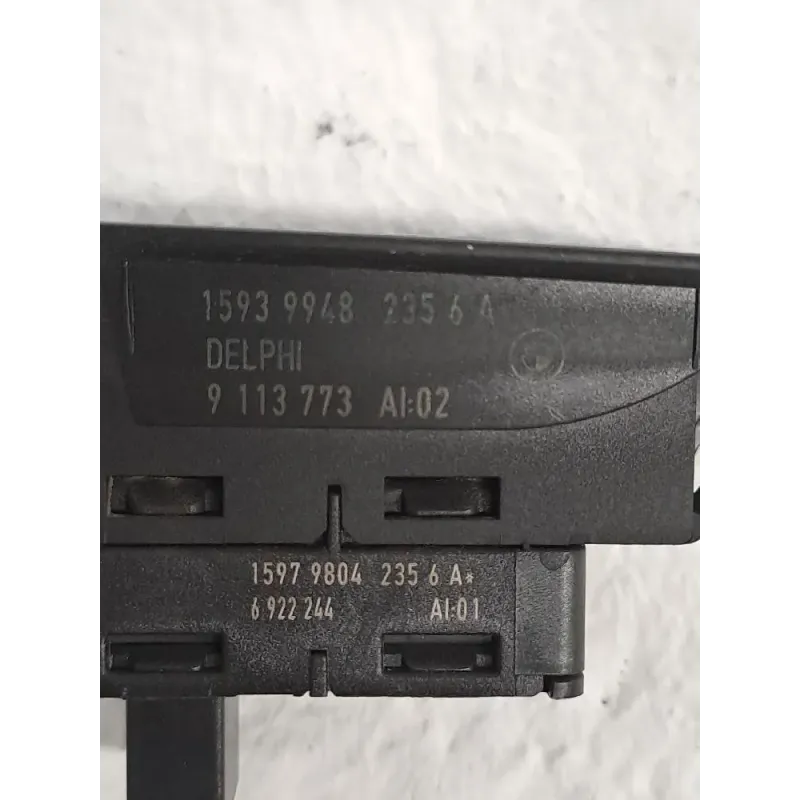 1593 9948 235 6 A
DELPHI
9 113 773 AI:02
1597 9804 235 6 A*
6 922 244 AI:01